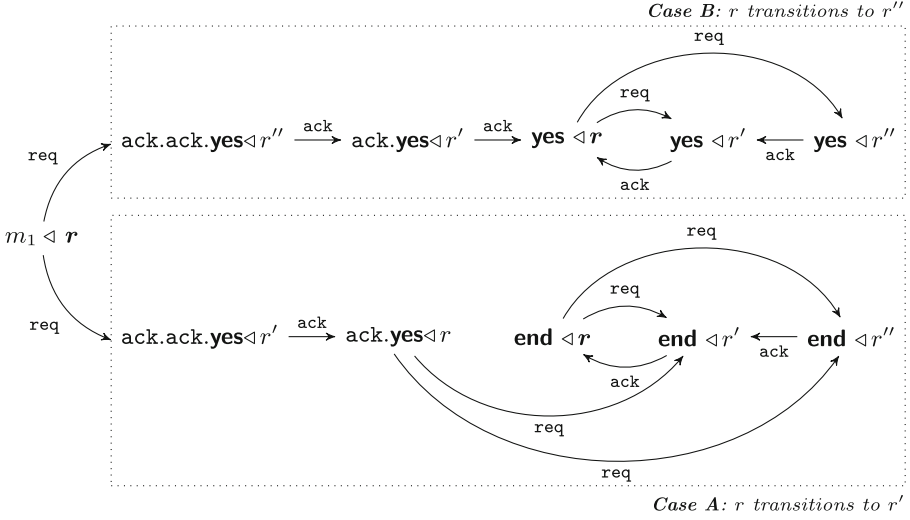 Case B: r transitions to r″
req
req
req
ack.ack.yes◁r″ ack ack.yes◁r′ ack yes ◁ r yes ◁ r′ ack yes ◁ r″
ack
m₁ ◁ r
req
req
req
ack.ack.yes◁r′ ack ack.yes◁r end ◁ r end ◁ r′ ack end ◁ r″
ack
req
req
Case A: r transitions to r′